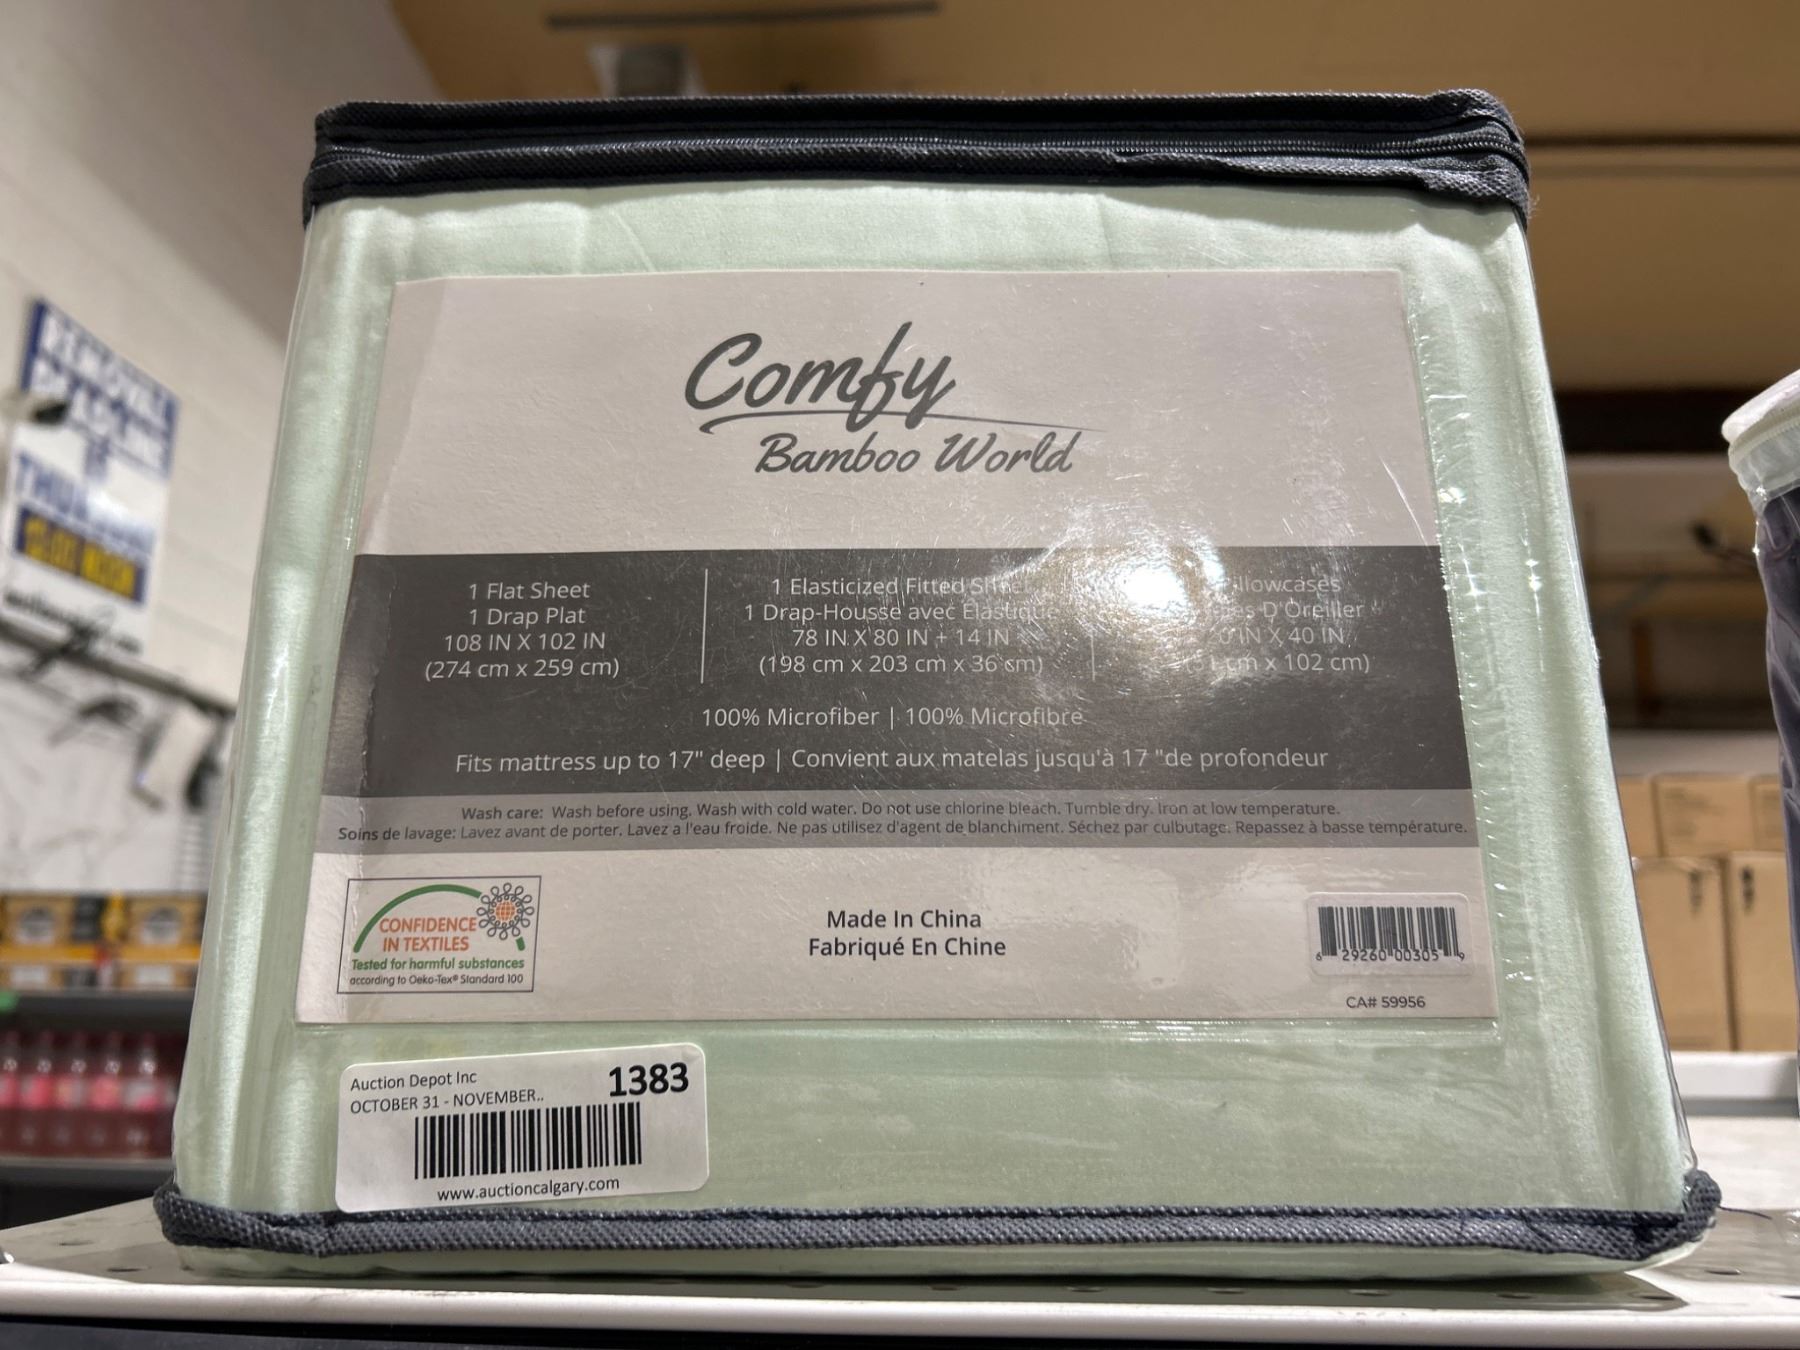 REMOVAL
DEADLINE
IS
Comfy
Bamboo World
1 Flat Sheet
1 Drap Plat
108 IN X 102 IN
(274 cm x 259 cm)
1 Elasticized Fitted Sheet
1 Drap-Housse avec Élastique
78 IN X 80 IN + 14 IN
(198 cm x 203 cm x 36 cm)
D'Oreiller
IN X 40 IN
cm x 102 cm)
100% Microfiber | 100% Microfibre
Fits mattress up to 17" deep | Convient aux matelas jusqu'à 17 "de profondeur
Wash care: Wash before using. Wash with cold water. Do not use chlorine bleach. Tumble dry. Iron at low temperature.
Soins de lavage: Lavez avant de porter. Lavez a l'eau froide. Ne pas utilisez d'agent de blanchiment. Séchez par culbutage. Repassez à basse température.
CONFIDENCE
IN TEXTILES
Tested for harmful substances
according to Oeko-Tex® Standard 100
Made In China
Fabriqué En Chine
6 29260 00305 9
CA# 59956
Auction Depot Inc
1383
OCTOBER 31 - NOVEMBER..
www.auctioncalgary.com